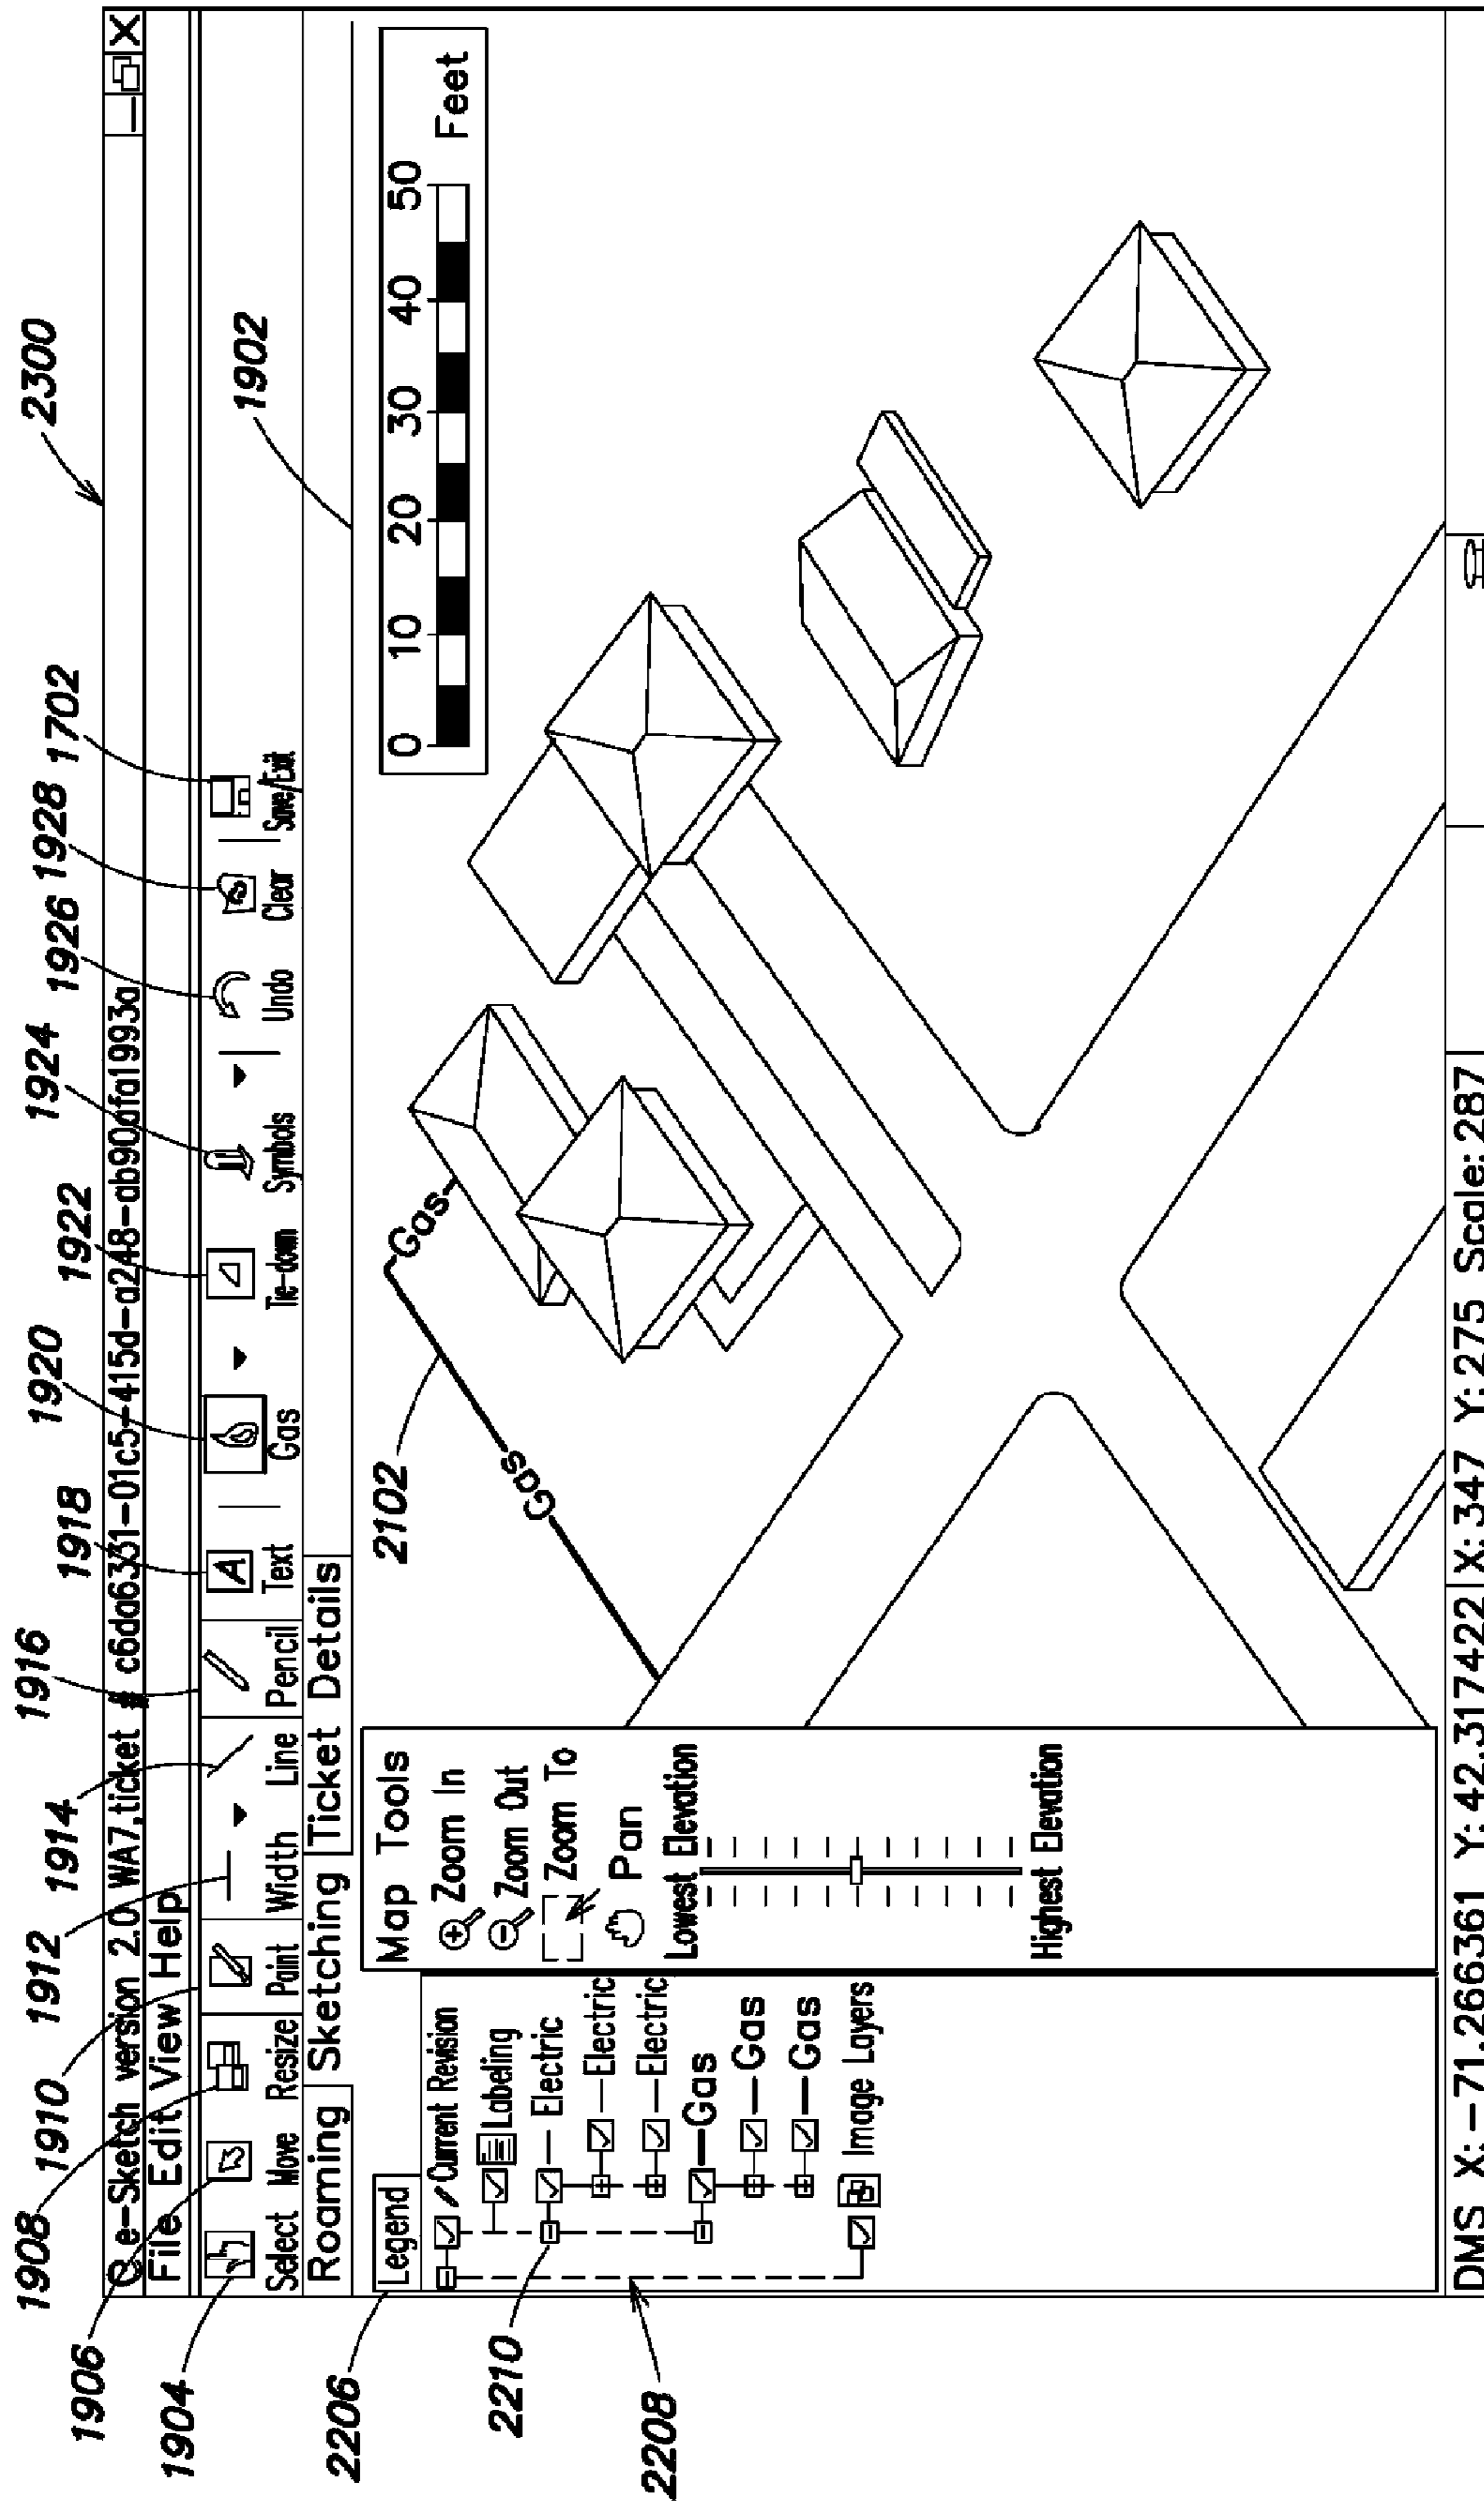 2300
1908 1910 1912 1914 1916 1918 1920 1922 1924 1926 1928 1702
1906
1904
1902
e-Sketch version 2.0 WA7,ticket # c6da6331-01c5-415d-a248-ab90dfa1993a
File Edit View Help
Select Move Resize Paint Width Line Pencil Text Gas Tie-down Symbols Undo Clear Save/Exit
Roaming Sketching Ticket Details
2206
Legend
Current Revision
Labeling
Electric
Electric
Electric
Gas
Gas
Gas
Image Layers
2210
2208
Map Tools
Zoom In
Zoom Out
Zoom To
Pan
Lowest Elevation
Highest Elevation
2102
Gas
Gas
0 10 20 30 40 50
Feet
DMS X:-71.266361 Y:42.317422 X:347 Y:275 Scale:287